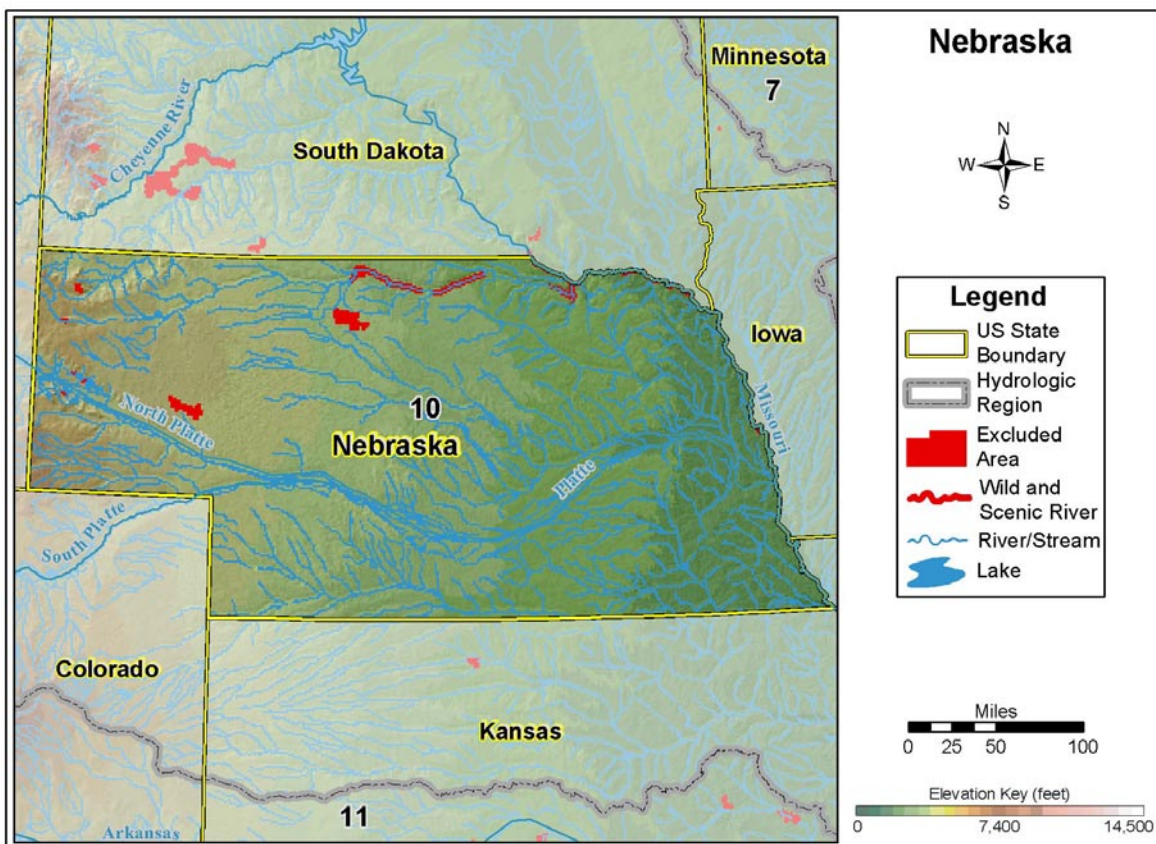 Nebraska
Minnesota
7
N
W E
S
Cheyenne River
South Dakota
Iowa
Missouri
North Platte
10
Nebraska
Platte
South Platte
Colorado
Kansas
11
Arkansas
Legend
US State
Boundary
Hydrologic
Region
Excluded
Area
Wild and
Scenic River
River/Stream
Lake
Miles
0 25 50 100
Elevation Key (feet)
0 7,400 14,500